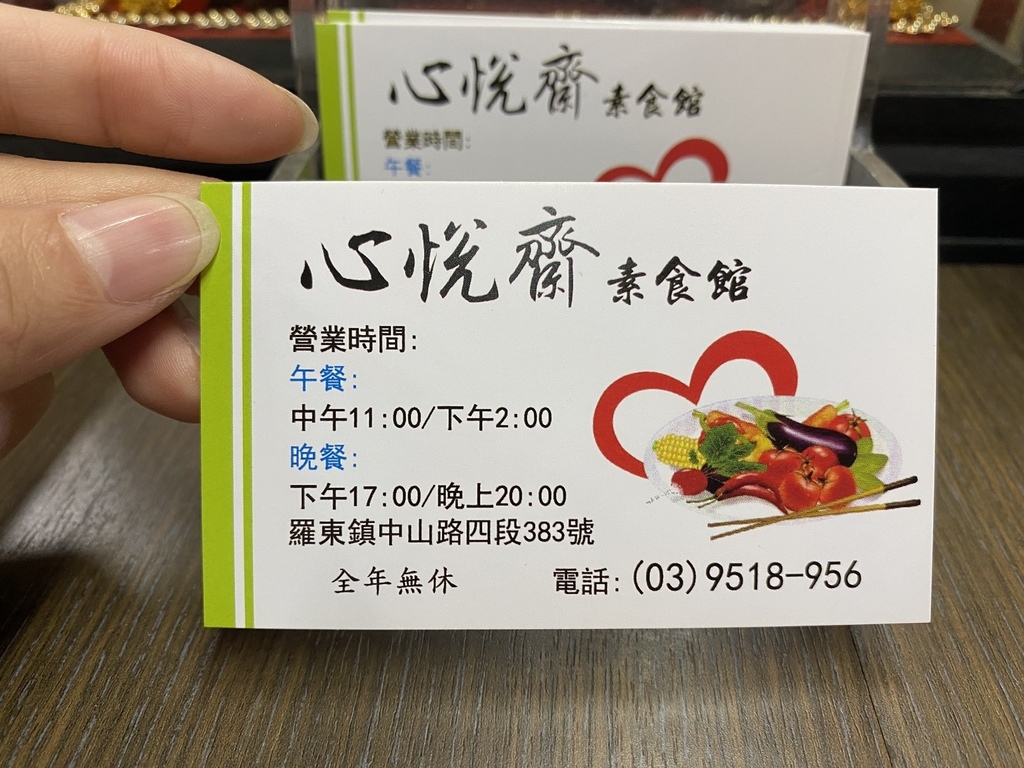 心悅齋 素食館
營業時間:
午餐:
心悅齋 素食館
營業時間:
午餐:
中午11:00/下午2:00
晚餐:
下午17:00/晚上20:00
羅東鎮中山路四段383號
全年無休 電話:(03)9518-956